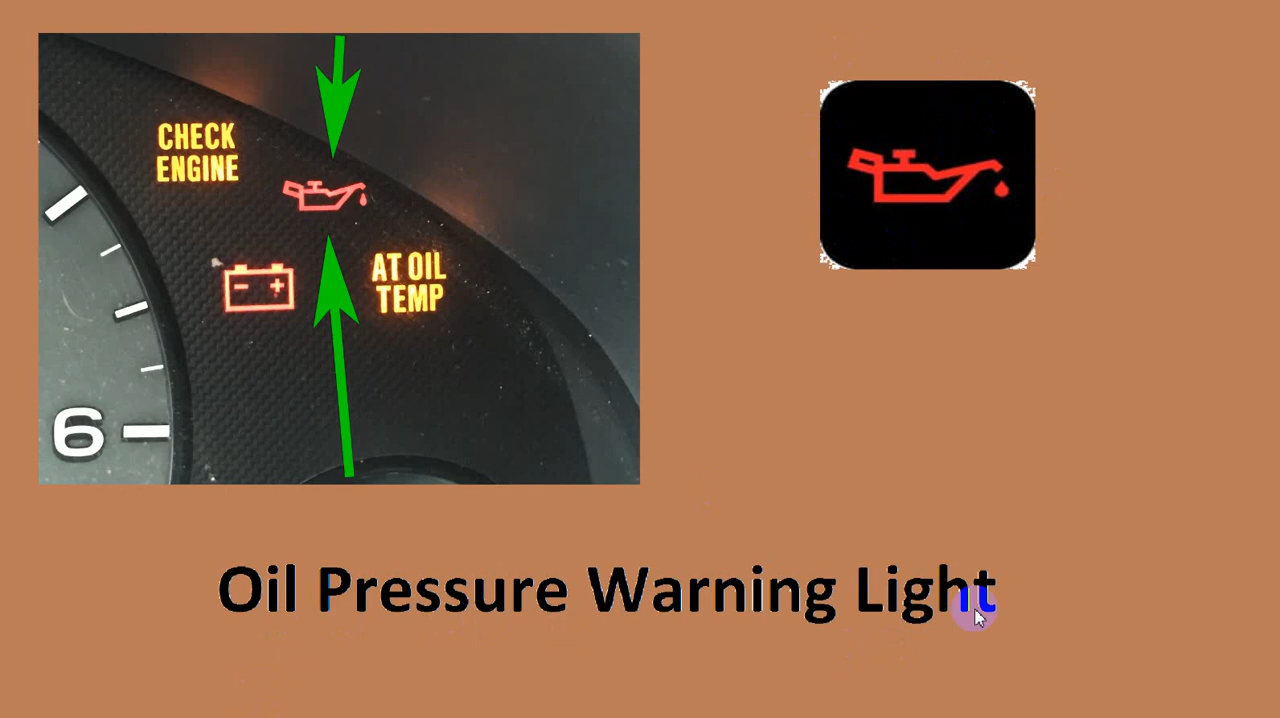 CHECK
ENGINE
AT OIL
TEMP
6
Oil Pressure Warning Light